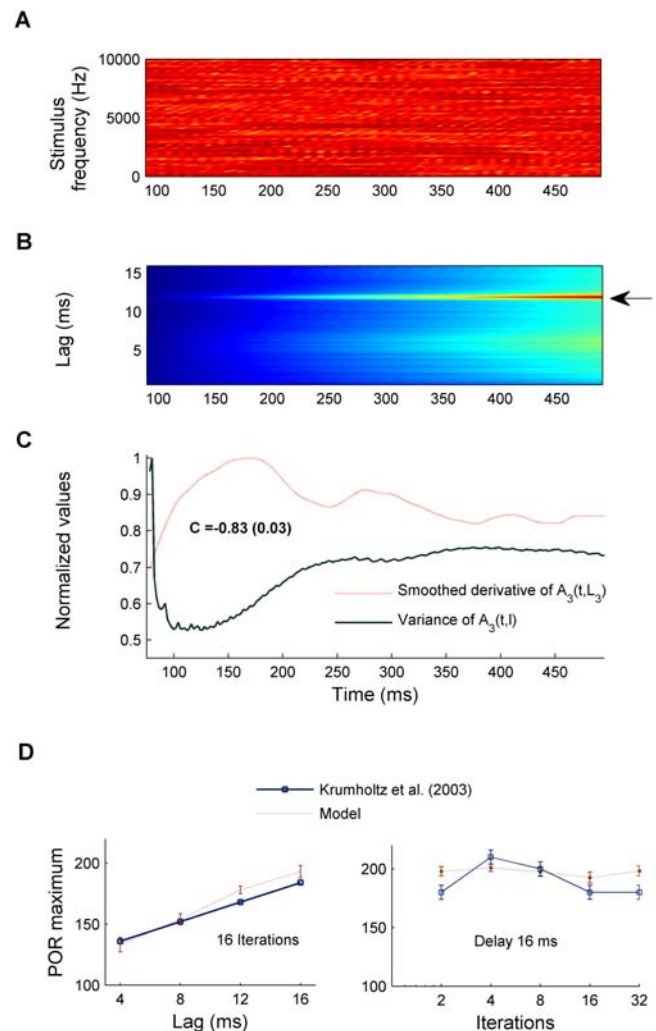 A
Stimulus
frequency (Hz)
10000
5000
0
100 150 200 250 300 350 400 450
B
Lag (ms)
15
10
5
100 150 200 250 300 350 400 450
C
Normalized values
1
0.9
0.8
0.7
0.6
0.5
C =-0.83 (0.03)
Smoothed derivative of A3(t,L3)
Variance of A3(t,l)
100 150 200 250 300 350 400 450
Time (ms)
D
Krumholtz et al. (2003)
Model
POR maximum
200
150
100
16 Iterations
4 8 12 16
Lag (ms)
200
150
100
Delay 16 ms
2 4 8 16 32
Iterations